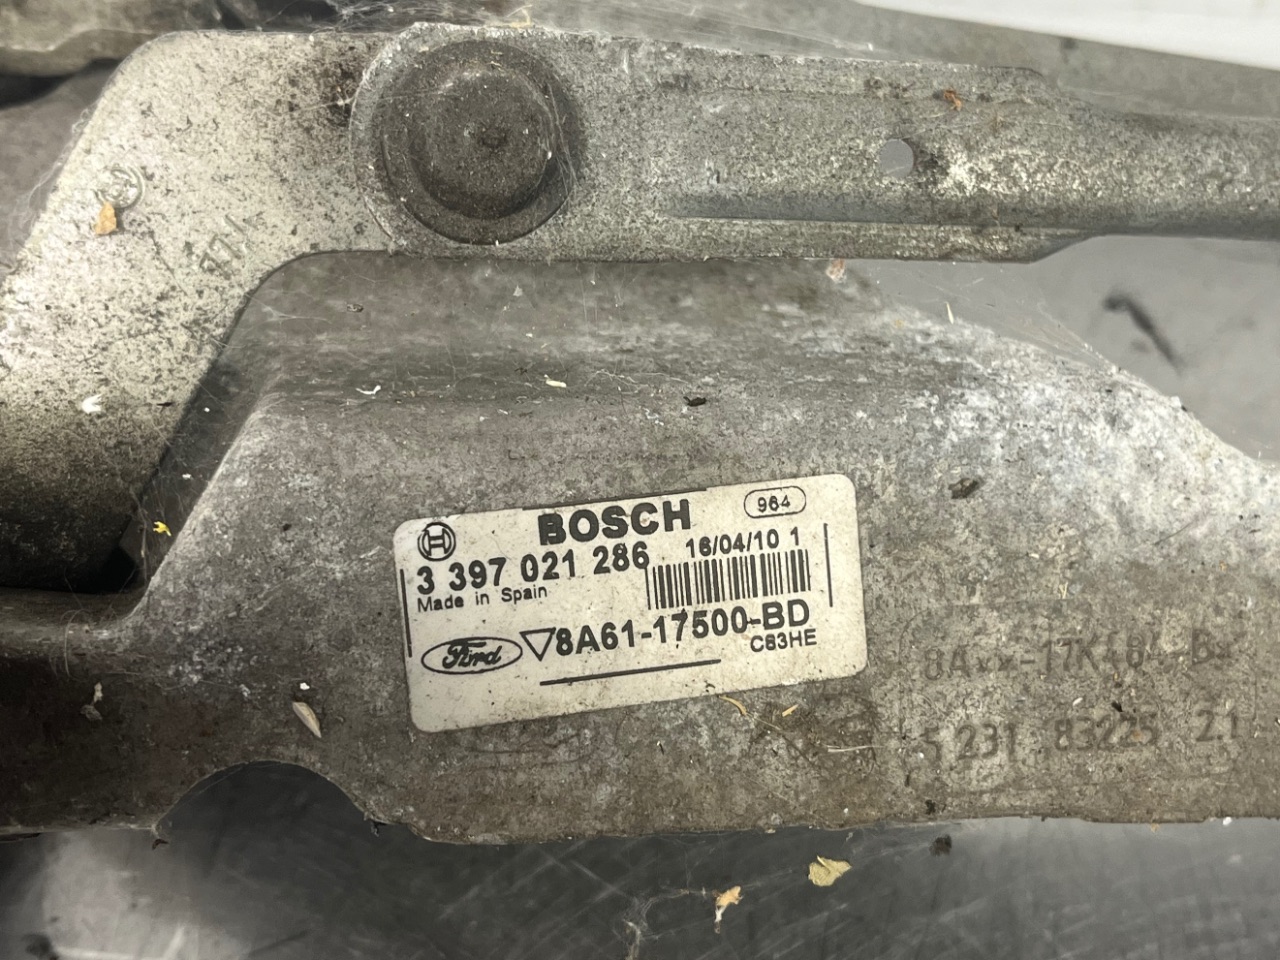 BOSCH 964
3 397 021 286 16/04/10 1
Made in Spain
Ford 8A61-17500-BD
C63HE
5 231 83225 21